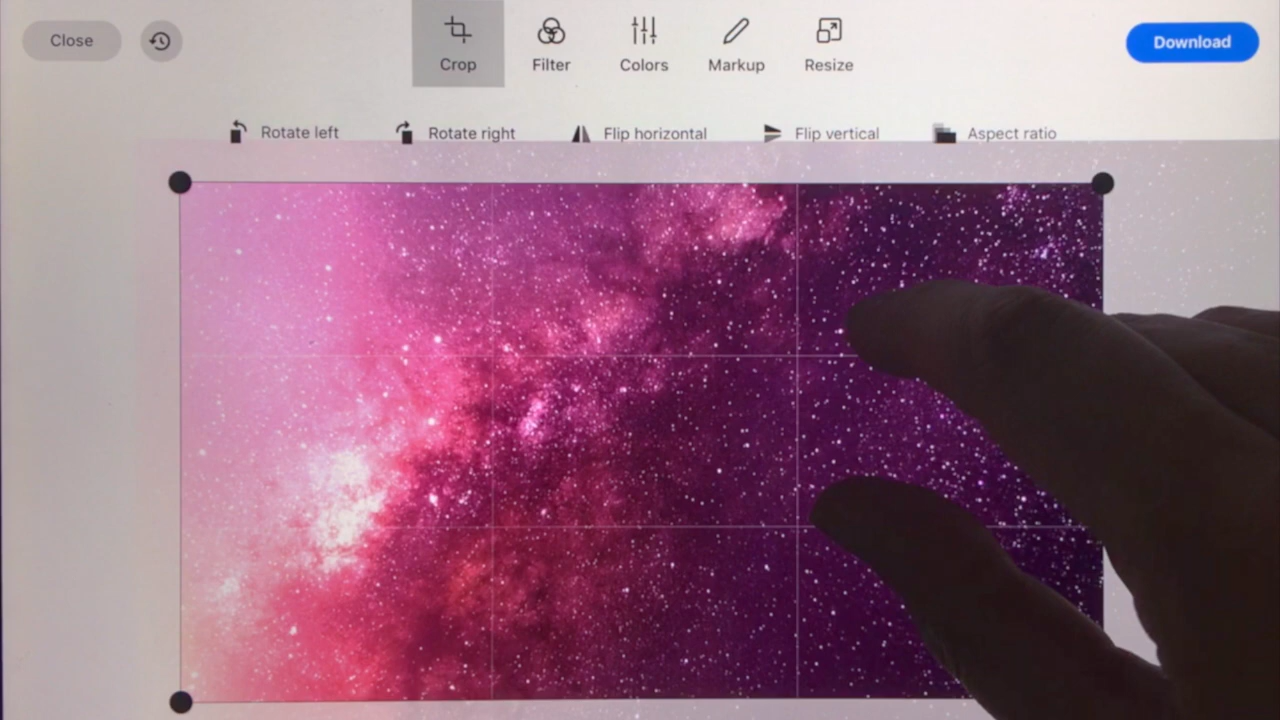 Close
Crop
Filter
Colors
Markup
Resize
Download
Rotate left
Rotate right
Flip horizontal
Flip vertical
Aspect ratio